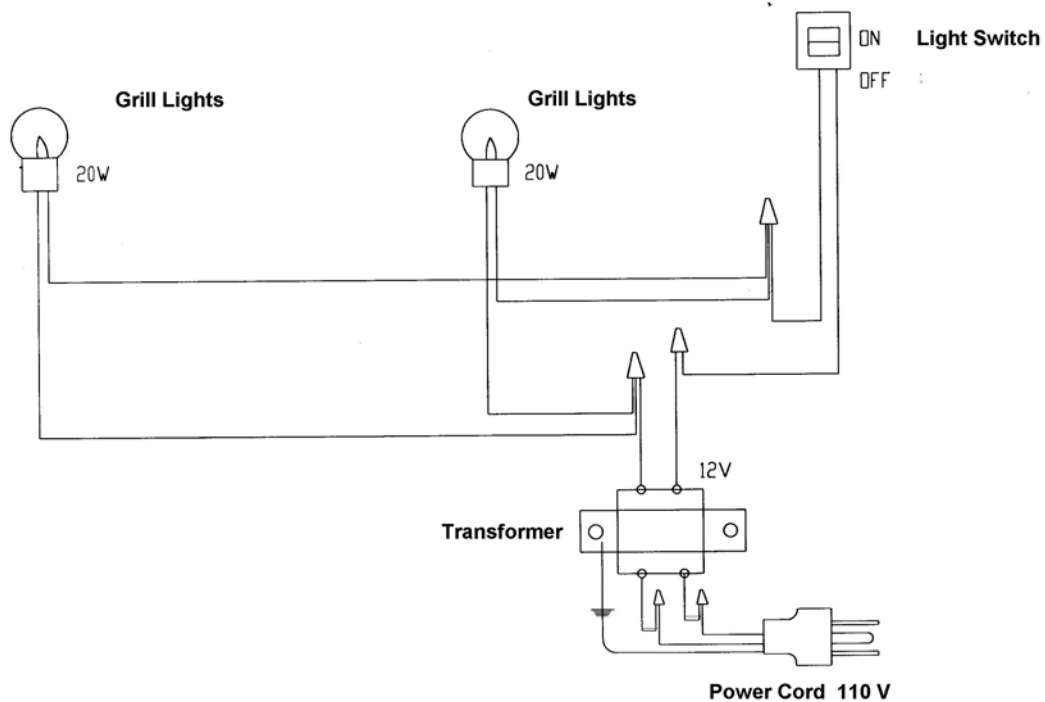 ON
Light Switch
OFF
Grill Lights
Grill Lights
20W
20W
12V
Transformer
Power Cord 110 V